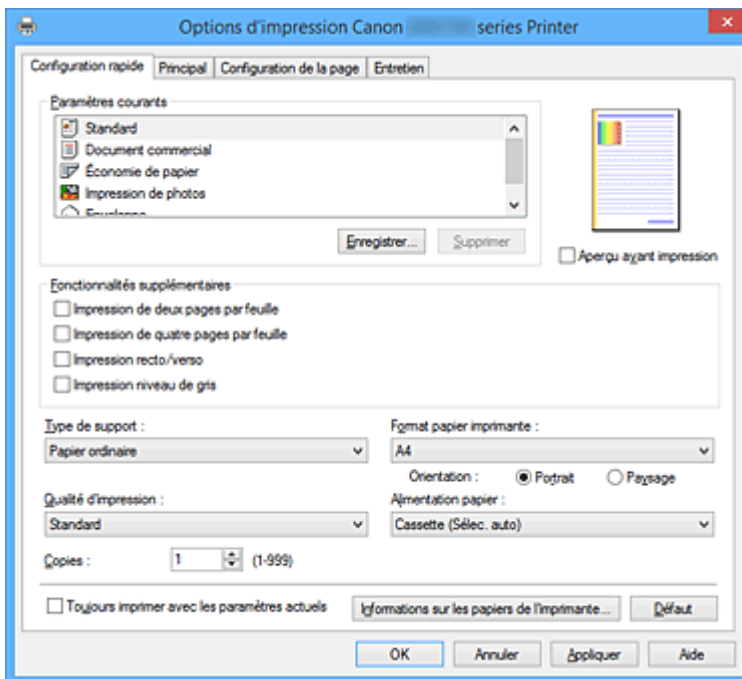 Options d'impression Canon series Printer
Configuration rapide Principal Configuration de la page Entretien
Paramètres courants
Standard
Document commercial
Économie de papier
Impression de photos
Enregistrer... Supprimer
Aperçu avant impression
Fonctionnalités supplémentaires
Impression de deux pages par feuille
Impression de quatre pages par feuille
Impression recto/verso
Impression niveau de gris
Type de support : Format papier imprimante :
Papier ordinaire A4
Orientation : Portrait Paysage
Qualité d'impression : Alimentation papier :
Standard Cassette (Sélec. auto)
Copies : 1 (1-999)
Toujours imprimer avec les paramètres actuels Informations sur les papiers de l'imprimante... Défaut
OK Annuler Appliquer Aide